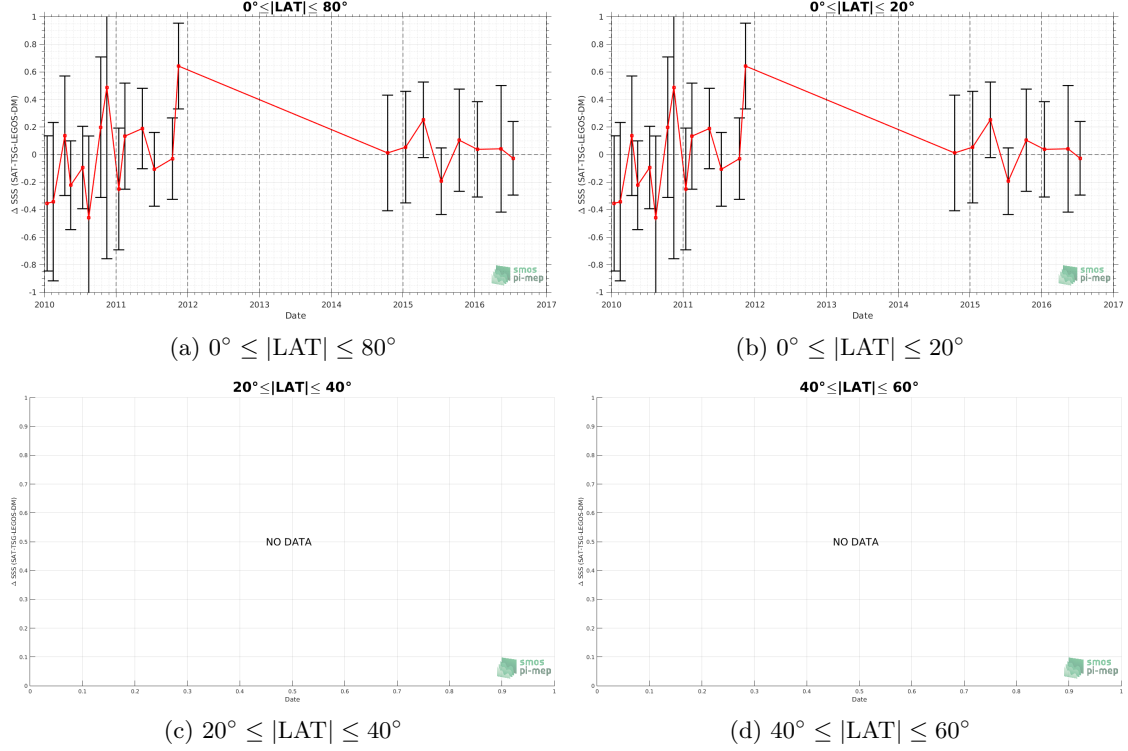 0°≤|LAT|≤ 80°
1
0.8
0.6
0.4
0.2
0
-0.2
-0.4
-0.6
-0.8
-1
Δ SSS (SAT-TSG-LEGOS-DM)
2010 2011 2012 2013 2014 2015 2016 2017
Date
smos
pi-mep
(a) 0° ≤ |LAT| ≤ 80°
0°≤|LAT|≤ 20°
1
0.8
0.6
0.4
0.2
0
-0.2
-0.4
-0.6
-0.8
-1
Δ SSS (SAT-TSG-LEGOS-DM)
2010 2011 2012 2013 2014 2015 2016 2017
Date
smos
pi-mep
(b) 0° ≤ |LAT| ≤ 20°
20°≤|LAT|≤ 40°
1
0.9
0.8
0.7
0.6
0.5
0.4
0.3
0.2
0.1
0
Δ SSS (SAT-TSG-LEGOS-DM)
NO DATA
0 0.1 0.2 0.3 0.4 0.5 0.6 0.7 0.8 0.9 1
Date
smos
pi-mep
(c) 20° ≤ |LAT| ≤ 40°
40°≤|LAT|≤ 60°
1
0.9
0.8
0.7
0.6
0.5
0.4
0.3
0.2
0.1
0
Δ SSS (SAT-TSG-LEGOS-DM)
NO DATA
0 0.1 0.2 0.3 0.4 0.5 0.6 0.7 0.8 0.9 1
Date
smos
pi-mep
(d) 40° ≤ |LAT| ≤ 60°